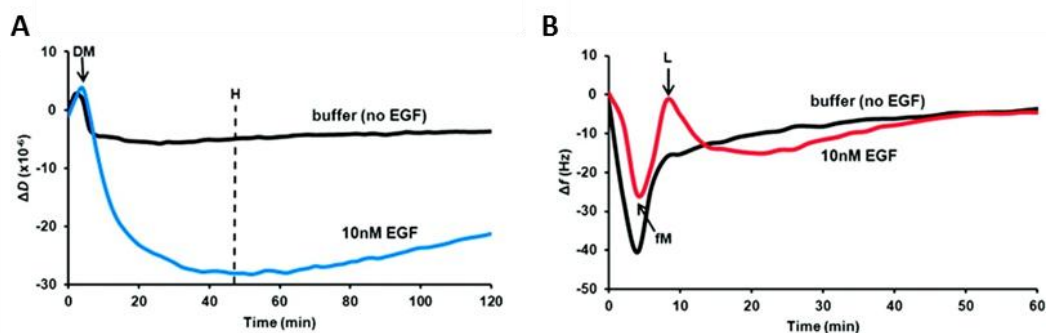 A
10
DM
H
0
buffer (no EGF)
-10
ΔD (x10⁻⁶)
-20
10nM EGF
-30
0 20 40 60 80 100 120
Time (min)
B
10
L
0
buffer (no EGF)
-10
10nM EGF
Δf (Hz)
-20
-30
fM
-40
-50
0 10 20 30 40 50 60
Time (min)